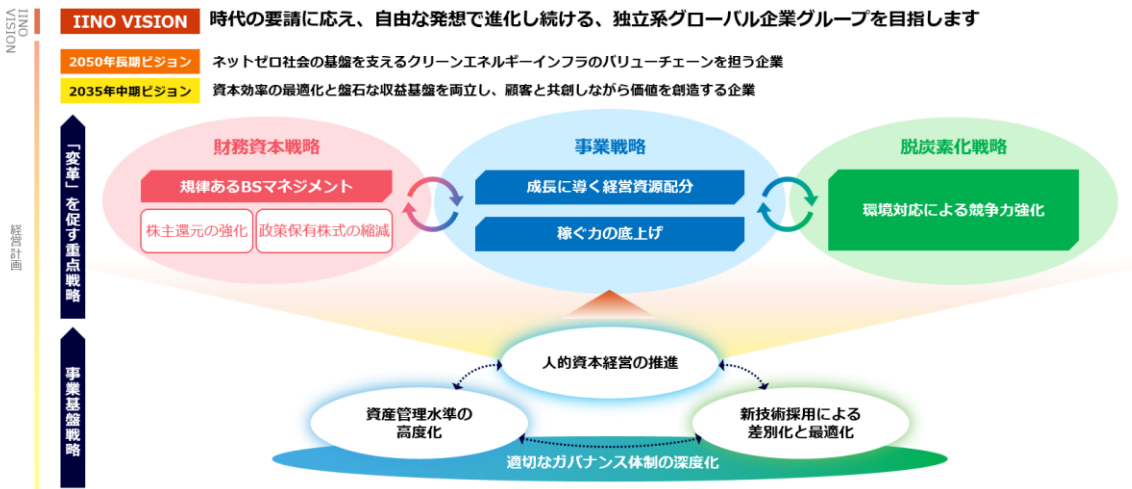 IINO VISION
IINO VISION
時代の要請に応え、自由な発想で進化し続ける、独立系グローバル企業グループを目指します
2050年長期ビジョン
ネットゼロ社会の基盤を支えるクリーンエネルギーインフラのバリューチェーンを担う企業
2035年中期ビジョン
資本効率の最適化と盤石な収益基盤を両立し、顧客と共創しながら価値を創造する企業
経営計画
「変革」を促す重点戦略
財務資本戦略
規律あるBSマネジメント
株主還元の強化
政策保有株式の縮減
事業戦略
成長に導く経営資源配分
稼ぐ力の底上げ
脱炭素化戦略
環境対応による競争力強化
事業基盤戦略
人的資本経営の推進
資産管理水準の
高度化
新技術採用による
差別化と最適化
適切なガバナンス体制の深度化